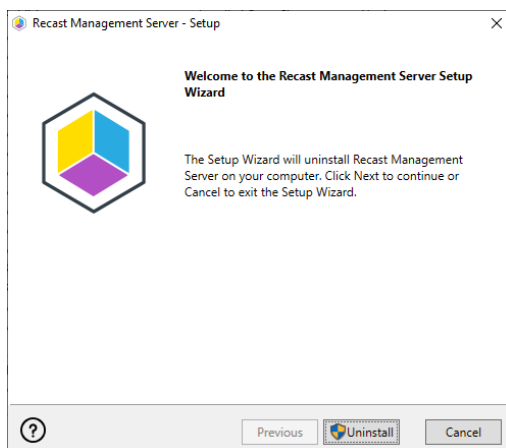 Recast Management Server - Setup
Welcome to the Recast Management Server Setup
Wizard
The Setup Wizard will uninstall Recast Management
Server on your computer. Click Next to continue or
Cancel to exit the Setup Wizard.
?
Previous
Uninstall
Cancel